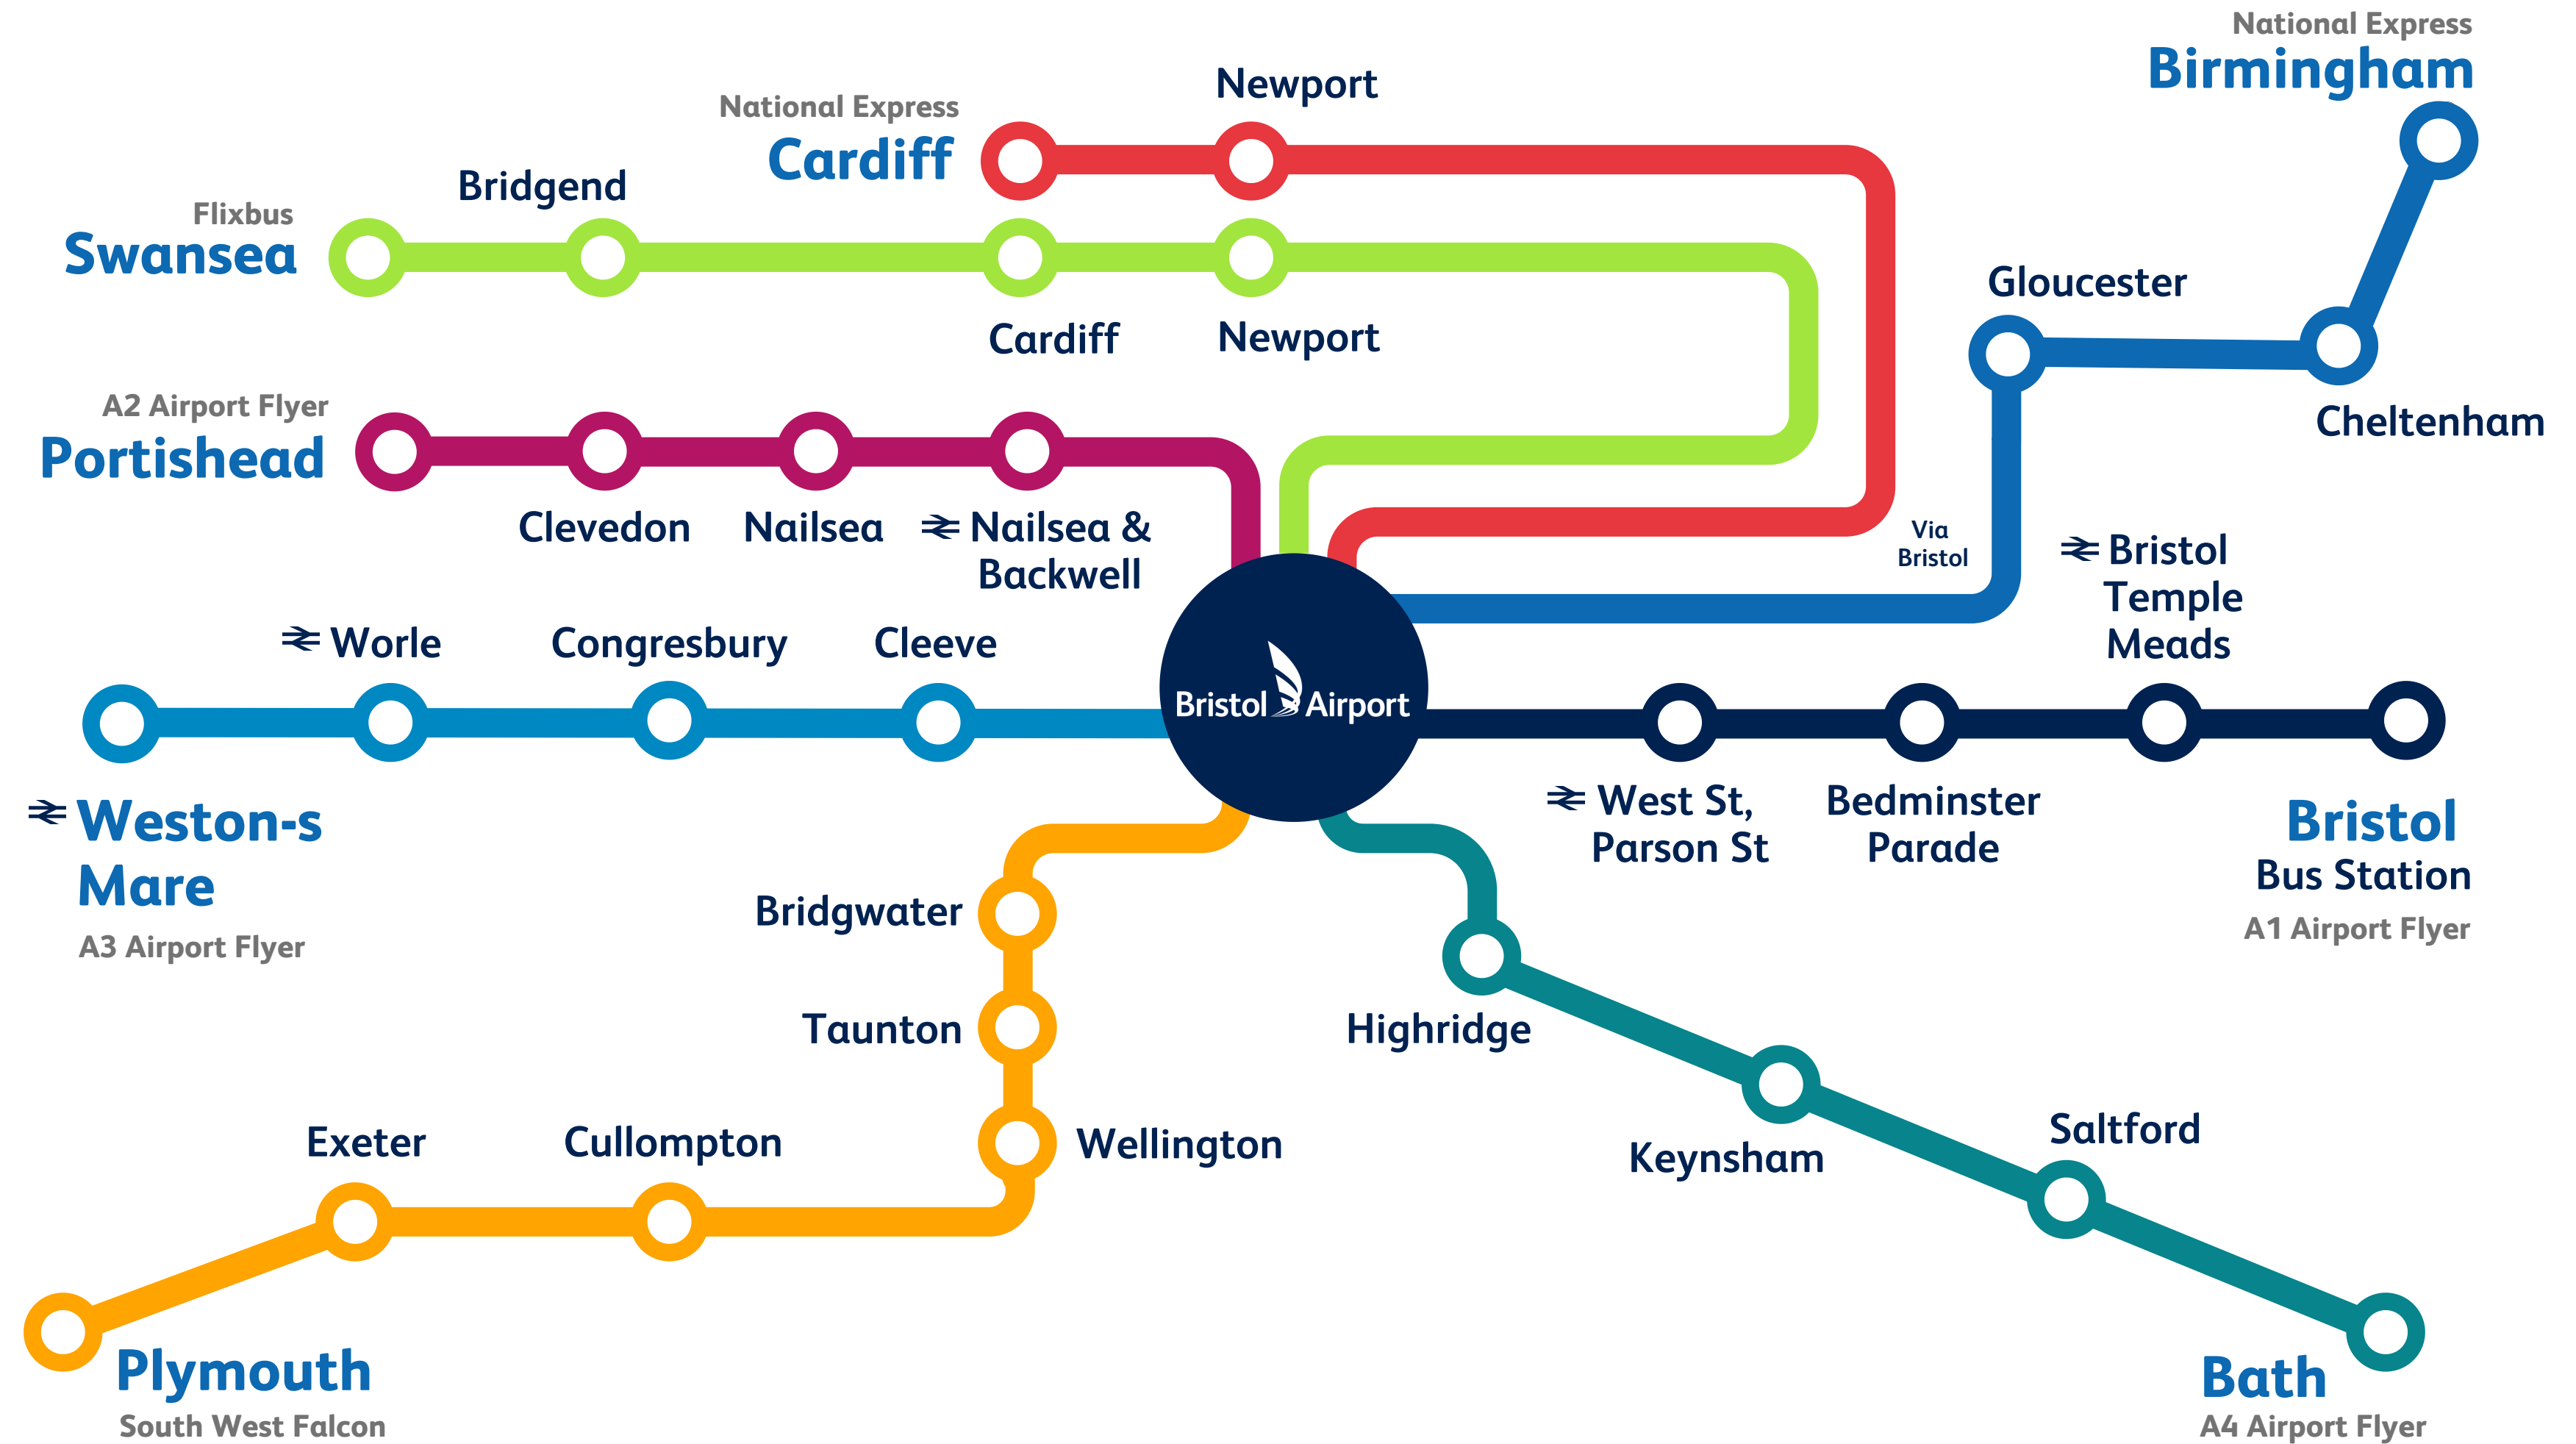 National Express
Birmingham
Newport
National Express
Cardiff
Bridgend
Flixbus
Swansea
Gloucester
Cardiff
Newport
A2 Airport Flyer
Portishead
Cheltenham
Clevedon
Nailsea
Nailsea &
Backwell
Via
Bristol
Bristol
Temple
Meads
Worle
Congresbury
Cleeve
Bristol Airport
Weston-s
Mare
A3 Airport Flyer
West St,
Parson St
Bedminster
Parade
Bristol
Bus Station
A1 Airport Flyer
Bridgwater
Taunton
Highridge
Exeter
Cullompton
Wellington
Keynsham
Saltford
Plymouth
South West Falcon
Bath
A4 Airport Flyer